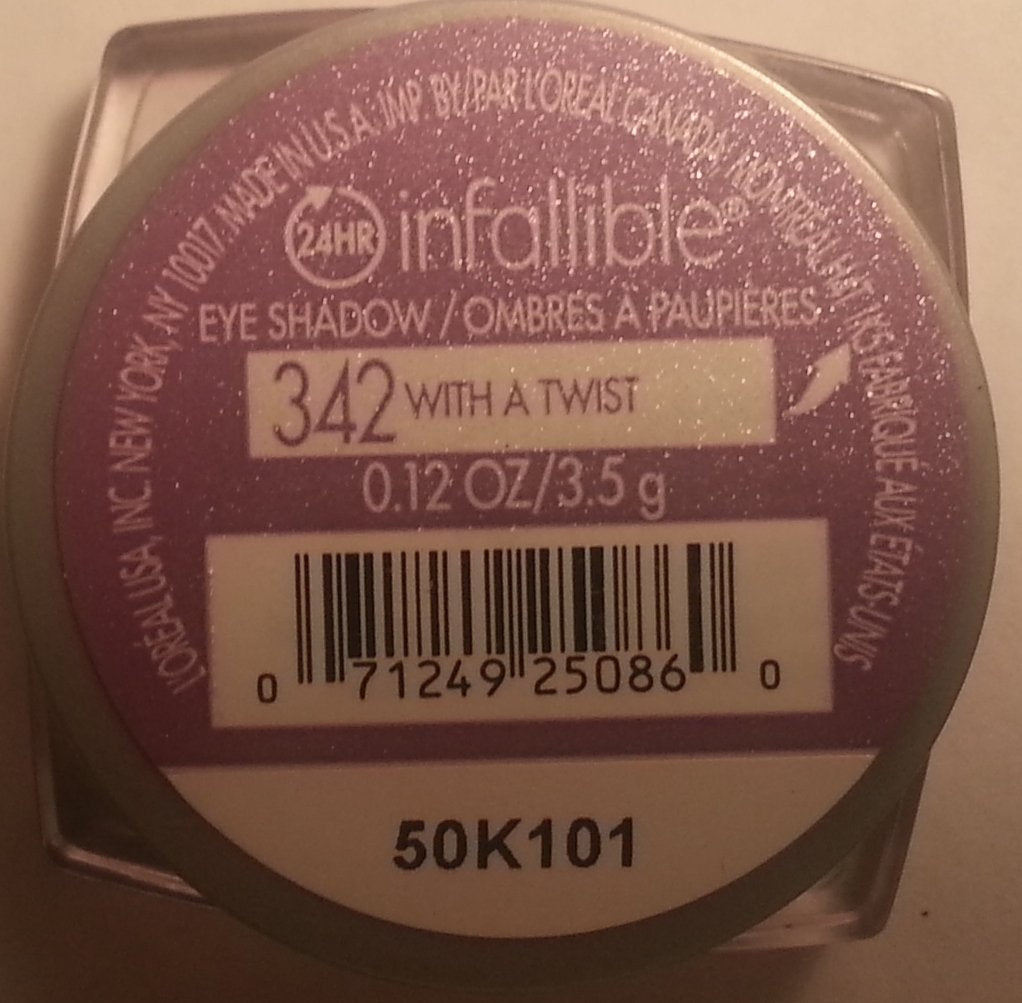 L'ORÉAL USA, INC. NEW YORK, NY 10017. MADE IN U.S.A. IMP. BY/PAR L'ORÉAL CANADA, MONTRÉAL H4T 1K5 FABRIQUÉ AUX ÉTATS-UNIS
24HR infallible®
EYE SHADOW / OMBRES À PAUPIÈRES
342 WITH A TWIST
0.12 OZ/3.5 g
0 71249 25086 0
50K101